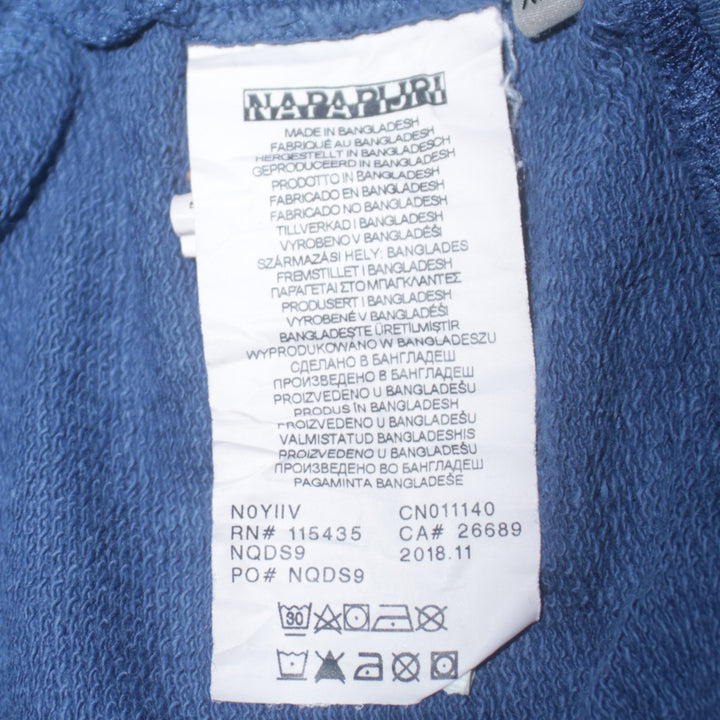 NAPAPIJRI
MADE IN BANGLADESH
FABRIQUÉ AU BANGLADESH
HERGESTELLT IN BANGLADESCH
GEPRODUCEERD IN BANGLADESH
PRODOTTO IN BANGLADESH
FABRICADO EN BANGLADESH
FABRICADO NO BANGLADESH
TILLVERKAD I BANGLADESH
VYROBENO V BANGLADÉŠI
SZÁRMAZÁSI HELY: BANGLADES
FREMSTILLET I BANGLADESH
ΠΑΡΑΓΕΤΑΙ ΣΤΟ ΜΠΑΓΚΛΑΝΤΕΣ
PRODUSERT I BANGLADESH
VYROBENÉ V BANGLADÉŠI
BANGLADEŞTE ÜRETİLMİŞTİR
WYPRODUKOWANO W BANGLADESZU
СДЕЛАНО В БАНГЛАДЕШ
ПРОИЗВЕДЕНО В БАНГЛАДЕШ
PROIZVEDENO U BANGLADEŠU
PRODUS ÎN BANGLADESH
PROIZVEDENO U BANGLADEŠU
VALMISTATUD BANGLADESHIS
PROIZVEDENO U BANGLADEŠU
ПРОИЗВЕДЕНО ВО БАНГЛАДЕШ
PAGAMINTA BANGLADEŠE
N0YIIV CN011140
RN# 115435 CA# 26689
NQDS9 2018.11
PO# NQDS9
30